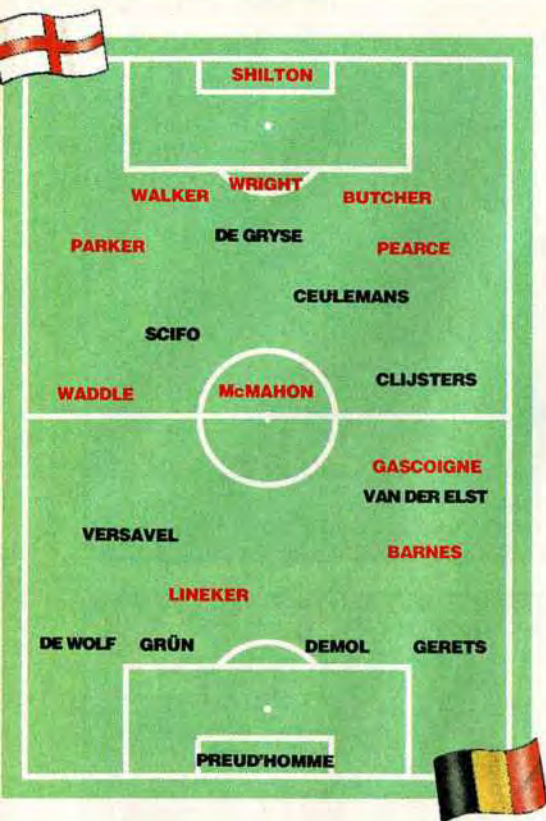 SHILTON
WRIGHT
WALKER
BUTCHER
DE GRYSE
PARKER
PEARCE
CEULEMANS
SCIFO
CLIJSTERS
WADDLE
McMAHON
GASCOIGNE
VAN DER ELST
VERSAVEL
BARNES
LINEKER
DE WOLF
GRÜN
DEMOL
GERETS
PREUD'HOMME